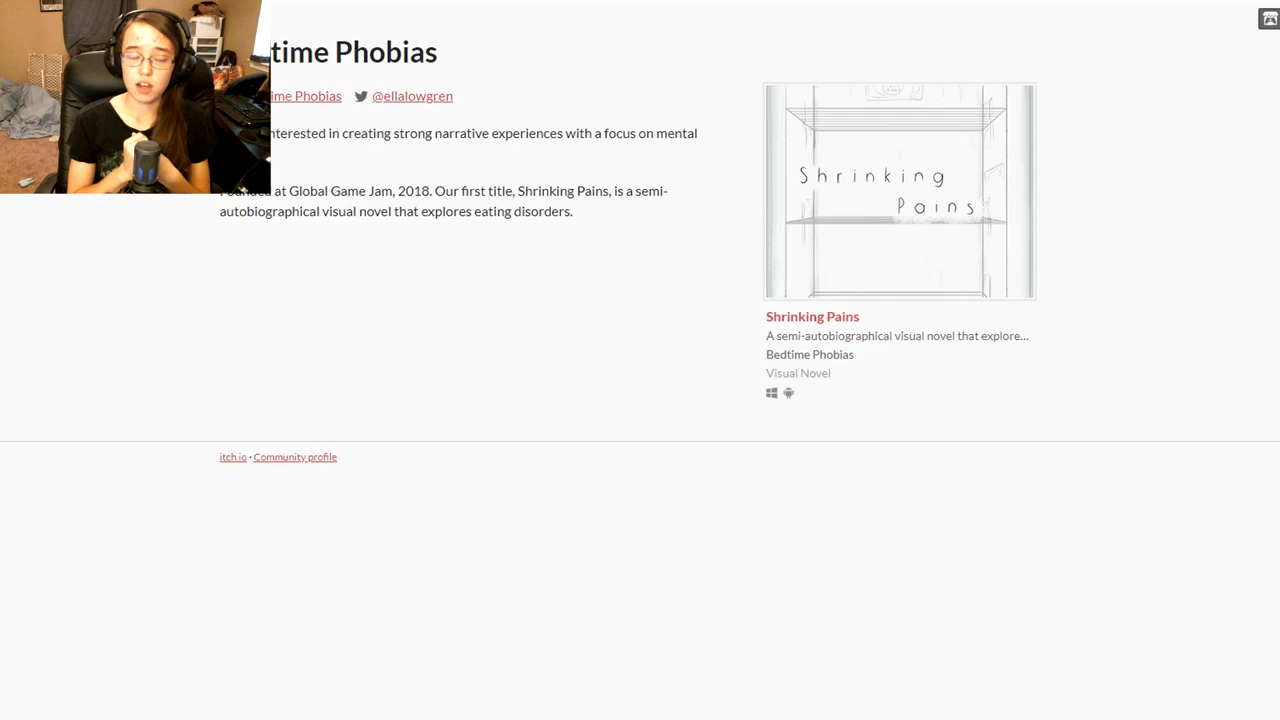 time Phobias
ime Phobias @ellalowgren
nterested in creating strong narrative experiences with a focus on mental
at Global Game Jam, 2018. Our first title, Shrinking Pains, is a semi-
autobiographical visual novel that explores eating disorders.
Shrinking
Pains
Shrinking Pains
A semi-autobiographical visual novel that explore...
Bedtime Phobias
Visual Novel
itch.io · Community profile